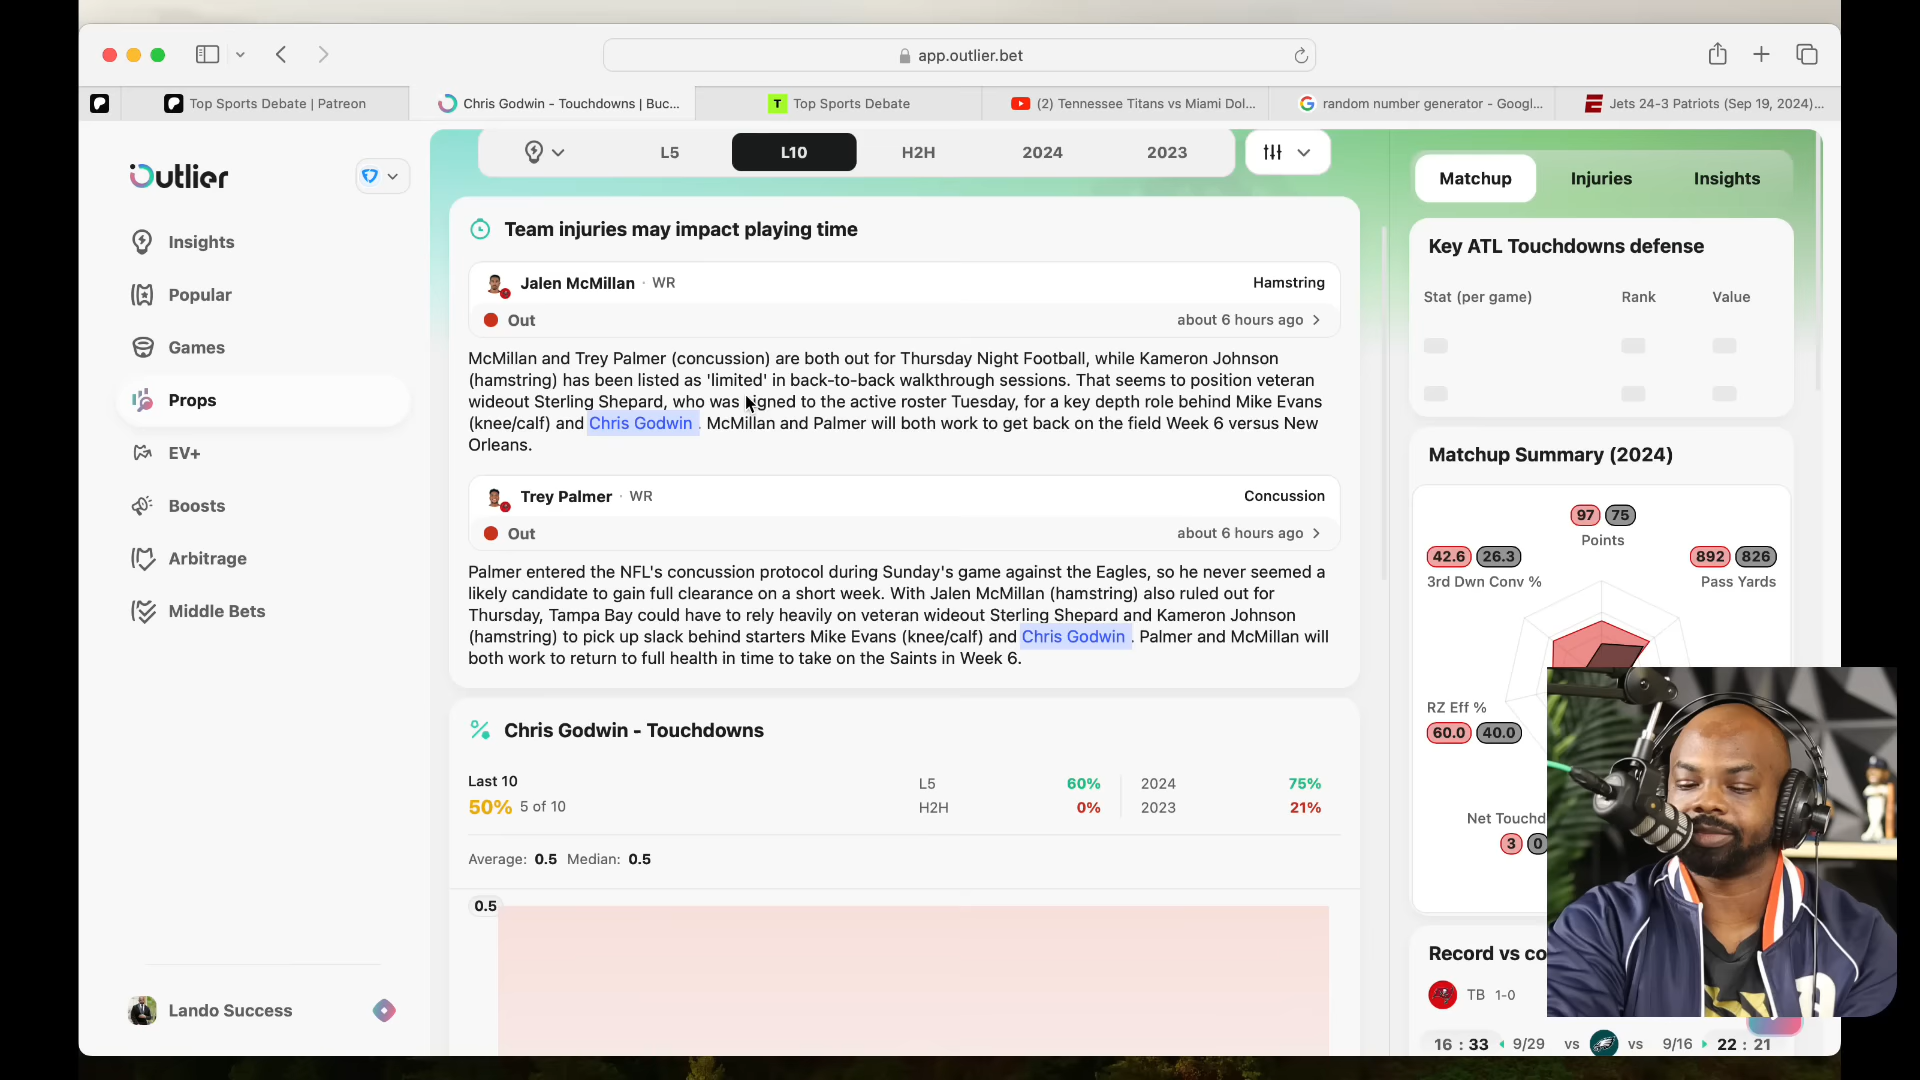 app.outlier.bet
Top Sports Debate | Patreon
Chris Godwin - Touchdowns | Buc...
Top Sports Debate
(2) Tennessee Titans vs Miami Dol...
random number generator - Googl...
Jets 24-3 Patriots (Sep 19, 2024)...
Outlier
Insights
Popular
Games
Props
EV+
Boosts
Arbitrage
Middle Bets
Lando Success
L5
L10
H2H
2024
2023
Team injuries may impact playing time
Jalen McMillan · WR
Hamstring
Out
about 6 hours ago
McMillan and Trey Palmer (concussion) are both out for Thursday Night Football, while Kameron Johnson
(hamstring) has been listed as 'limited' in back-to-back walkthrough sessions. That seems to position veteran
wideout Sterling Shepard, who was signed to the active roster Tuesday, for a key depth role behind Mike Evans
(knee/calf) and Chris Godwin . McMillan and Palmer will both work to get back on the field Week 6 versus New
Orleans.
Trey Palmer · WR
Concussion
Out
about 6 hours ago
Palmer entered the NFL's concussion protocol during Sunday's game against the Eagles, so he never seemed a
likely candidate to gain full clearance on a short week. With Jalen McMillan (hamstring) also ruled out for
Thursday, Tampa Bay could have to rely heavily on veteran wideout Sterling Shepard and Kameron Johnson
(hamstring) to pick up slack behind starters Mike Evans (knee/calf) and Chris Godwin . Palmer and McMillan will
both work to return to full health in time to take on the Saints in Week 6.
Chris Godwin - Touchdowns
Last 10
50% 5 of 10
L5 60% 2024 75%
H2H 0% 2023 21%
Average: 0.5 Median: 0.5
0.5
Matchup
Injuries
Insights
Key ATL Touchdowns defense
Stat (per game) Rank Value
Matchup Summary (2024)
97 75
Points
42.6 26.3
3rd Dwn Conv %
892 826
Pass Yards
RZ Eff %
60.0 40.0
Net Touchd
3 0
Record vs co
TB 1-0
16 : 33 9/29 vs vs 9/16 22 : 21